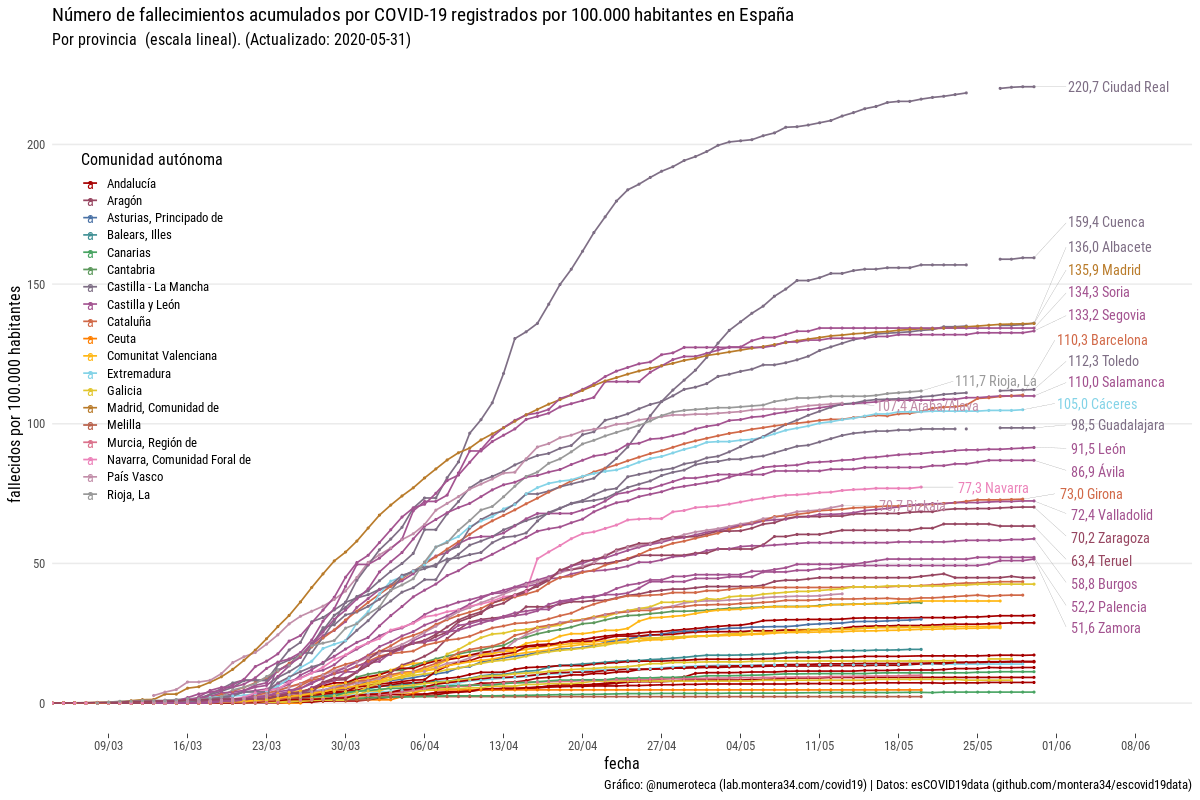 Número de fallecimientos acumulados por COVID-19 registrados por 100.000 habitantes en España
Por provincia (escala lineal). (Actualizado: 2020-05-31)
fallecidos por 100.000 habitantes
200
150
100
50
0
Comunidad autónoma
Andalucía
Aragón
Asturias, Principado de
Balears, Illes
Canarias
Cantabria
Castilla - La Mancha
Castilla y León
Cataluña
Ceuta
Comunitat Valenciana
Extremadura
Galicia
Madrid, Comunidad de
Melilla
Murcia, Región de
Navarra, Comunidad Foral de
País Vasco
Rioja, La
220,7 Ciudad Real
159,4 Cuenca
136,0 Albacete
135,9 Madrid
134,3 Soria
133,2 Segovia
110,3 Barcelona
112,3 Toledo
111,7 Rioja, La
110,0 Salamanca
107,4 Araba/Álava
105,0 Cáceres
98,5 Guadalajara
91,5 León
86,9 Ávila
77,3 Navarra
73,0 Girona
70,7 Bizkaia
72,4 Valladolid
70,2 Zaragoza
63,4 Teruel
58,8 Burgos
52,2 Palencia
51,6 Zamora
09/03 16/03 23/03 30/03 06/04 13/04 20/04 27/04 04/05 11/05 18/05 25/05 01/06 08/06
fecha
Gráfico: @numeroteca (lab.montera34.com/covid19) | Datos: esCOVID19data (github.com/montera34/escovid19data)